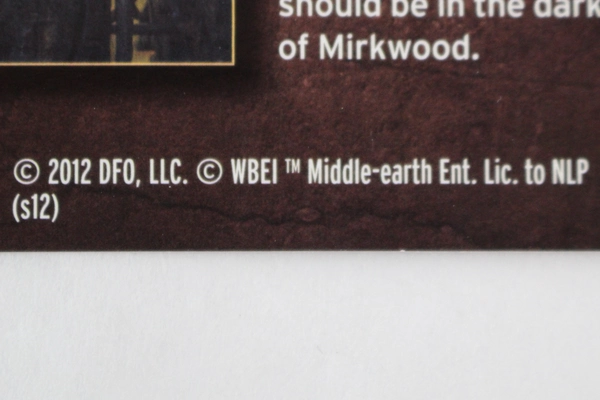 should be in the dark
of Mirkwood.
© 2012 DFO, LLC. © WBEI ™ Middle-earth Ent. Lic. to NLP
(s12)